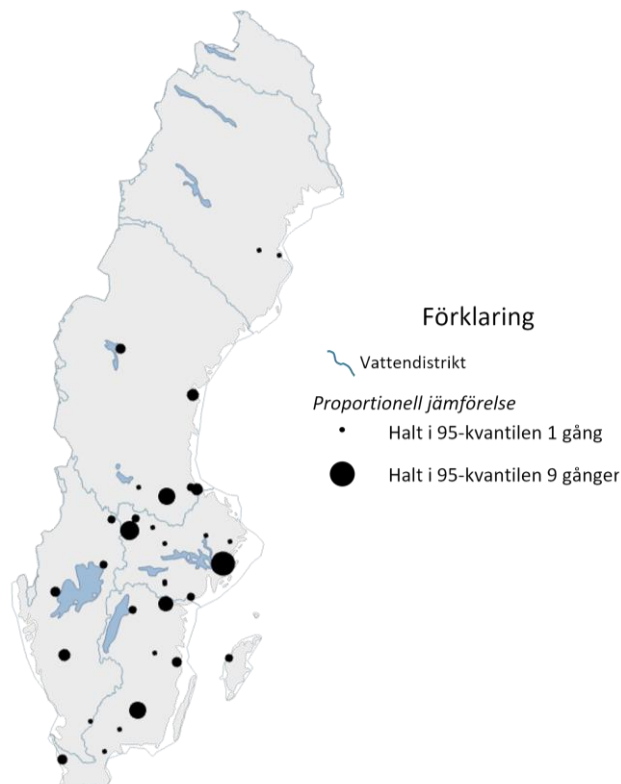 Förklaring
Vattendistrikt
Proportionell jämförelse
Halt i 95-kvantilen 1 gång
Halt i 95-kvantilen 9 gånger